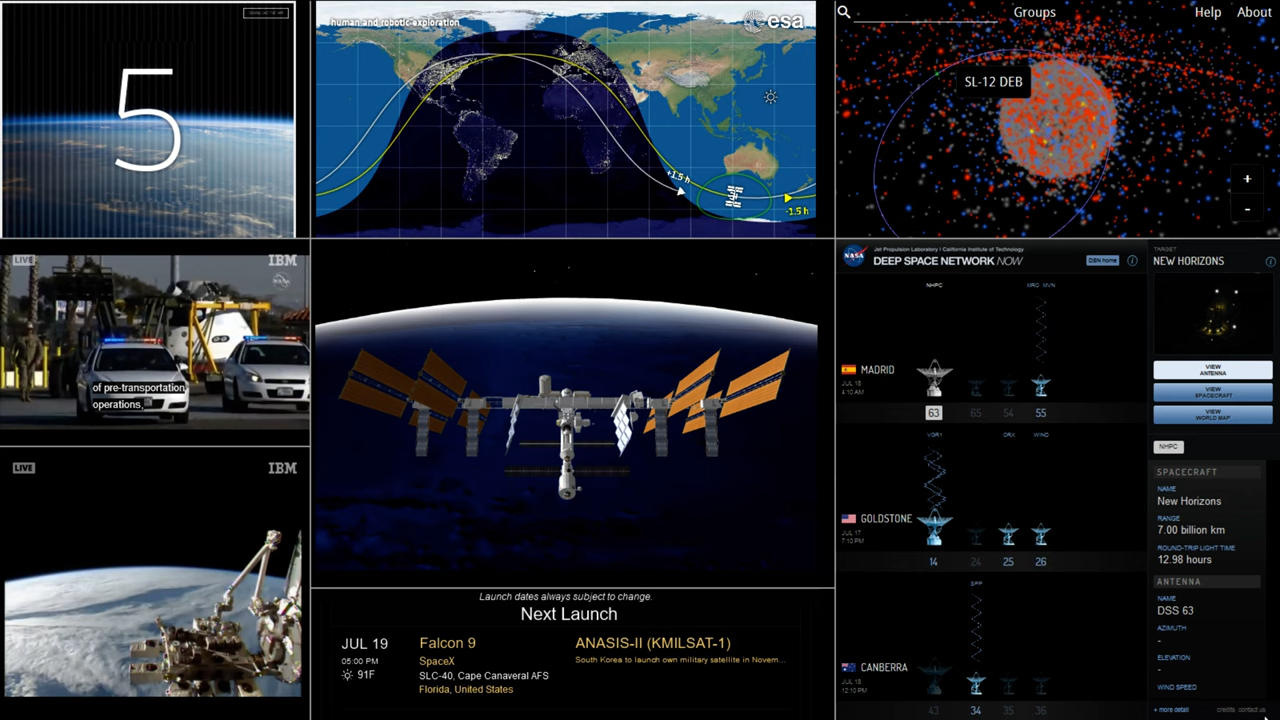 5
human and robotic exploration
esa
+1.5 h
-1.5 h
Groups
Help
About
SL-12 DEB
+
-
LIVE
IBM
NASA
of pre-transportation
operations,
LIVE
IBM
Launch dates always subject to change.
Next Launch
JUL 19
05:00 PM
91F
Falcon 9
SpaceX
SLC-40, Cape Canaveral AFS
Florida, United States
ANASIS-II (KMILSAT-1)
South Korea to launch own military satellite in Novem...
NASA
Jet Propulsion Laboratory | California Institute of Technology
DEEP SPACE NETWORK NOW
DSN home
i
NHPC
MRO MVN
MADRID
JUL 18
4:10 AM
63 65 54 55
VGR1 DRX WIND
GOLDSTONE
JUL 17
7:10 PM
14 24 25 26
SPP
CANBERRA
JUL 18
12:10 PM
43 34 35 36
TARGET
NEW HORIZONS
i
VIEW
ANTENNA
VIEW
SPACECRAFT
VIEW
WORLD MAP
NHPC
SPACECRAFT
NAME
New Horizons
RANGE
7.00 billion km
ROUND-TRIP LIGHT TIME
12.98 hours
ANTENNA
NAME
DSS 63
AZIMUTH
-
ELEVATION
-
WIND SPEED
+ more detail
credits contact us